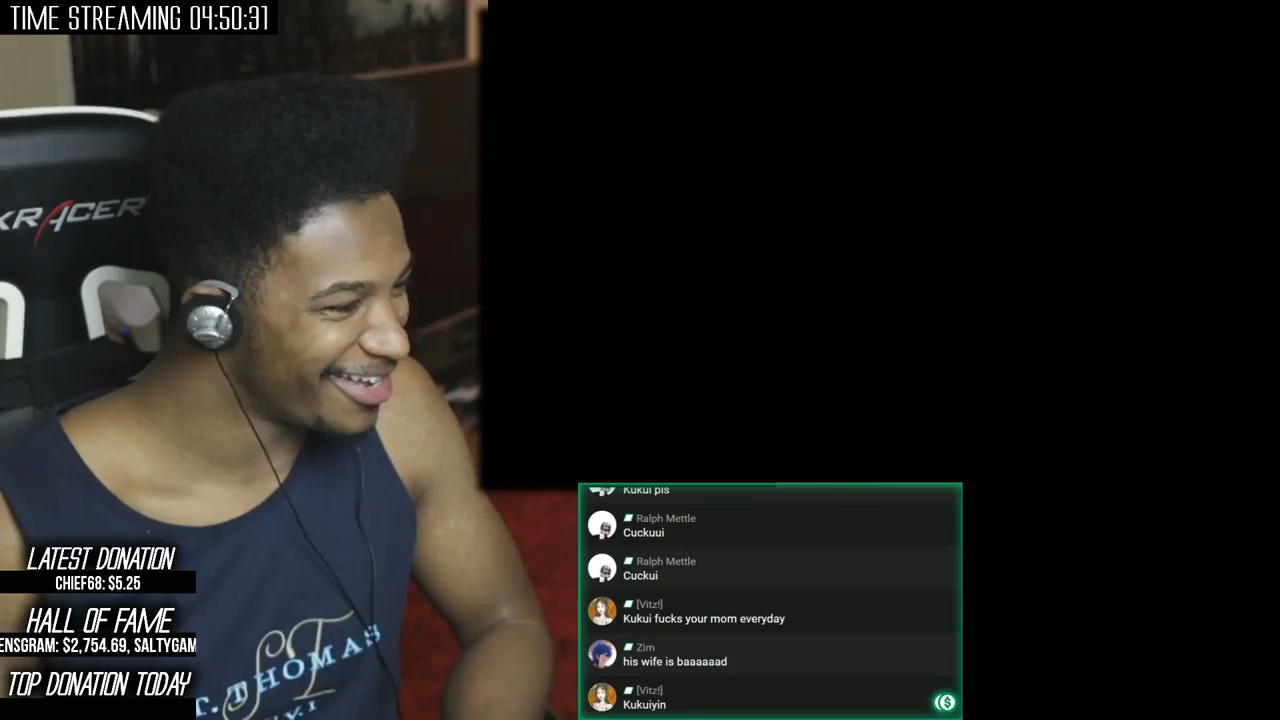 TIME STREAMING 04:50:31
XRACER
LATEST DONATION
CHIEF68: $5.25
HALL OF FAME
ENSGRAM: $2,754.69, SALTYGAM
TOP DONATION TODAY
T. THOMAS
V.I
Kukui pls
Ralph Mettle
Cuckuui
Ralph Mettle
Cuckui
[Vitz!]
Kukui fucks your mom everyday
Zim
his wife is baaaaaad
[Vitz!]
Kukuiyin